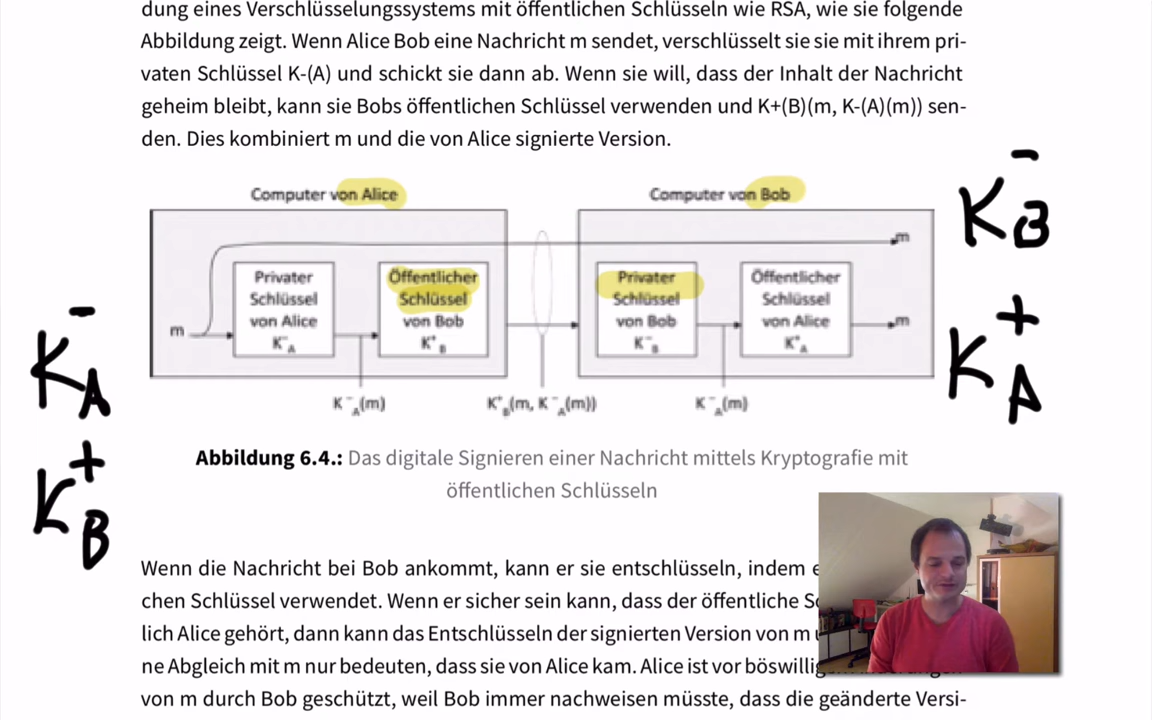 dung eines Verschlüsselungssystems mit öffentlichen Schlüsseln wie RSA, wie sie folgende
Abbildung zeigt. Wenn Alice Bob eine Nachricht m sendet, verschlüsselt sie sie mit ihrem pri-
vaten Schlüssel K-(A) und schickt sie dann ab. Wenn sie will, dass der Inhalt der Nachricht
geheim bleibt, kann sie Bobs öffentlichen Schlüssel verwenden und K+(B)(m, K-(A)(m)) sen-
den. Dies kombiniert m und die von Alice signierte Version.
Computer von Alice
Computer von Bob
m
Privater
Schlüssel
von Alice
K⁻A
Öffentlicher
Schlüssel
von Bob
K⁺B
Privater
Schlüssel
von Bob
K⁻B
Öffentlicher
Schlüssel
von Alice
K⁺A
m
m
K⁻A(m)
K⁺B(m, K⁻A(m))
K⁻A(m)
K⁻A
K⁺B
K⁻B
K⁺A
Abbildung 6.4.: Das digitale Signieren einer Nachricht mittels Kryptografie mit
öffentlichen Schlüsseln
Wenn die Nachricht bei Bob ankommt, kann er sie entschlüsseln, indem
chen Schlüssel verwendet. Wenn er sicher sein kann, dass der öffentliche
lich Alice gehört, dann kann das Entschlüsseln der signierten Version von m
ne Abgleich mit m nur bedeuten, dass sie von Alice kam. Alice ist vor böswillig
von m durch Bob geschützt, weil Bob immer nachweisen müsste, dass die geänderte Versi-